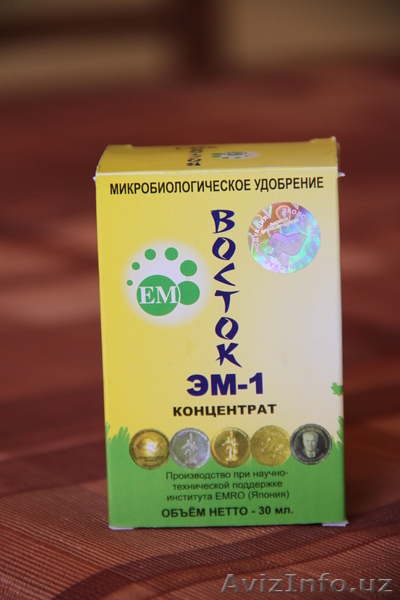 МИКРОБИОЛОГИЧЕСКОЕ УДОБРЕНИЕ
ВОСТОК
EM
ЭМ-1
КОНЦЕНТРАТ
Производство при научно-
технической поддержке
института EMRO (Япония)
ОБЪЁМ НЕТТО - 30 мл.
AvizInfo.uz